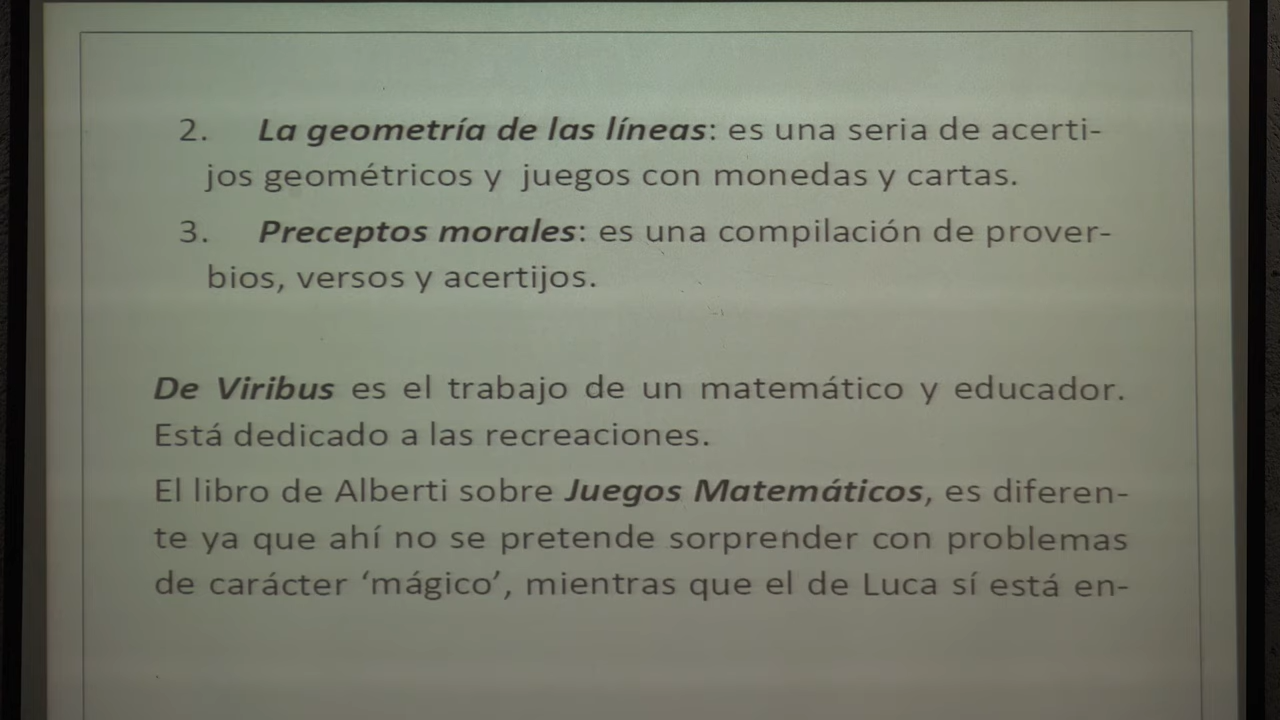 2. La geometría de las líneas: es una seria de acerti-
jos geométricos y juegos con monedas y cartas.
3. Preceptos morales: es una compilación de prover-
bios, versos y acertijos.
De Viribus es el trabajo de un matemático y educador.
Está dedicado a las recreaciones.
El libro de Alberti sobre Juegos Matemáticos, es diferen-
te ya que ahí no se pretende sorprender con problemas
de carácter ‘mágico’, mientras que el de Luca sí está en-